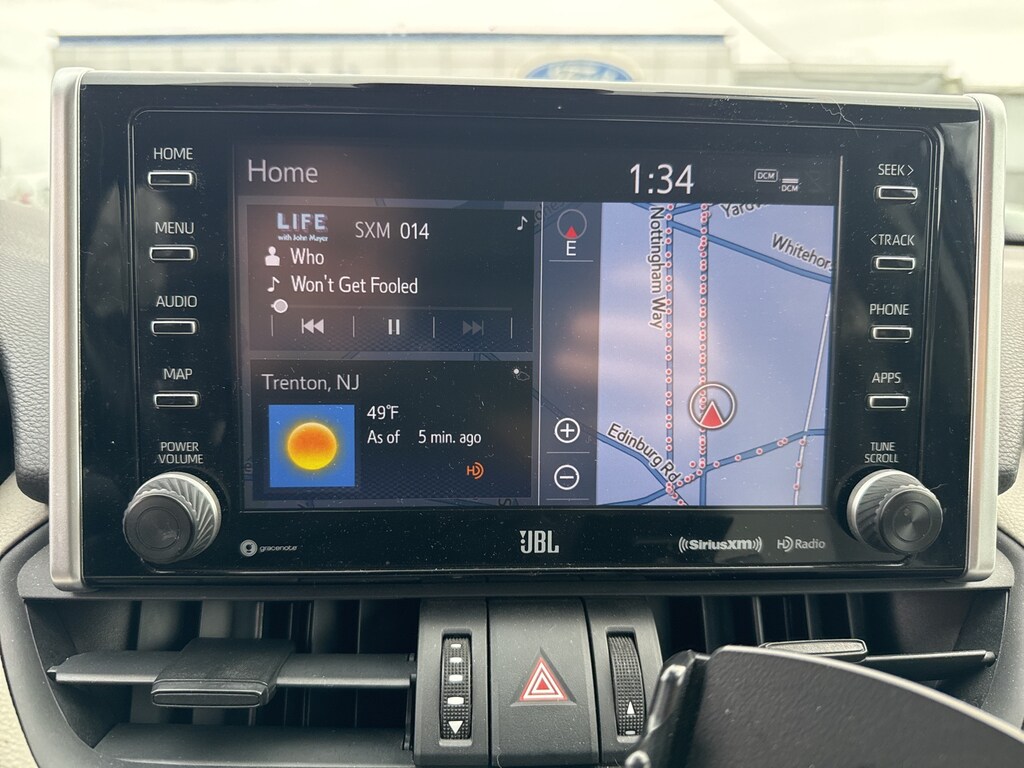 HOME
MENU
AUDIO
MAP
POWER
VOLUME
Home
1:34
DCM
DCM
LIFE
with John Mayer
SXM 014
Who
Won't Get Fooled
Trenton, NJ
49°F
As of 5 min. ago
HD
E
Nottingham Way
Whitehor
Edinburg Rd
SEEK>
<TRACK
PHONE
APPS
TUNE
SCROLL
gracenote
JBL
((SiriusXM))
HD Radio